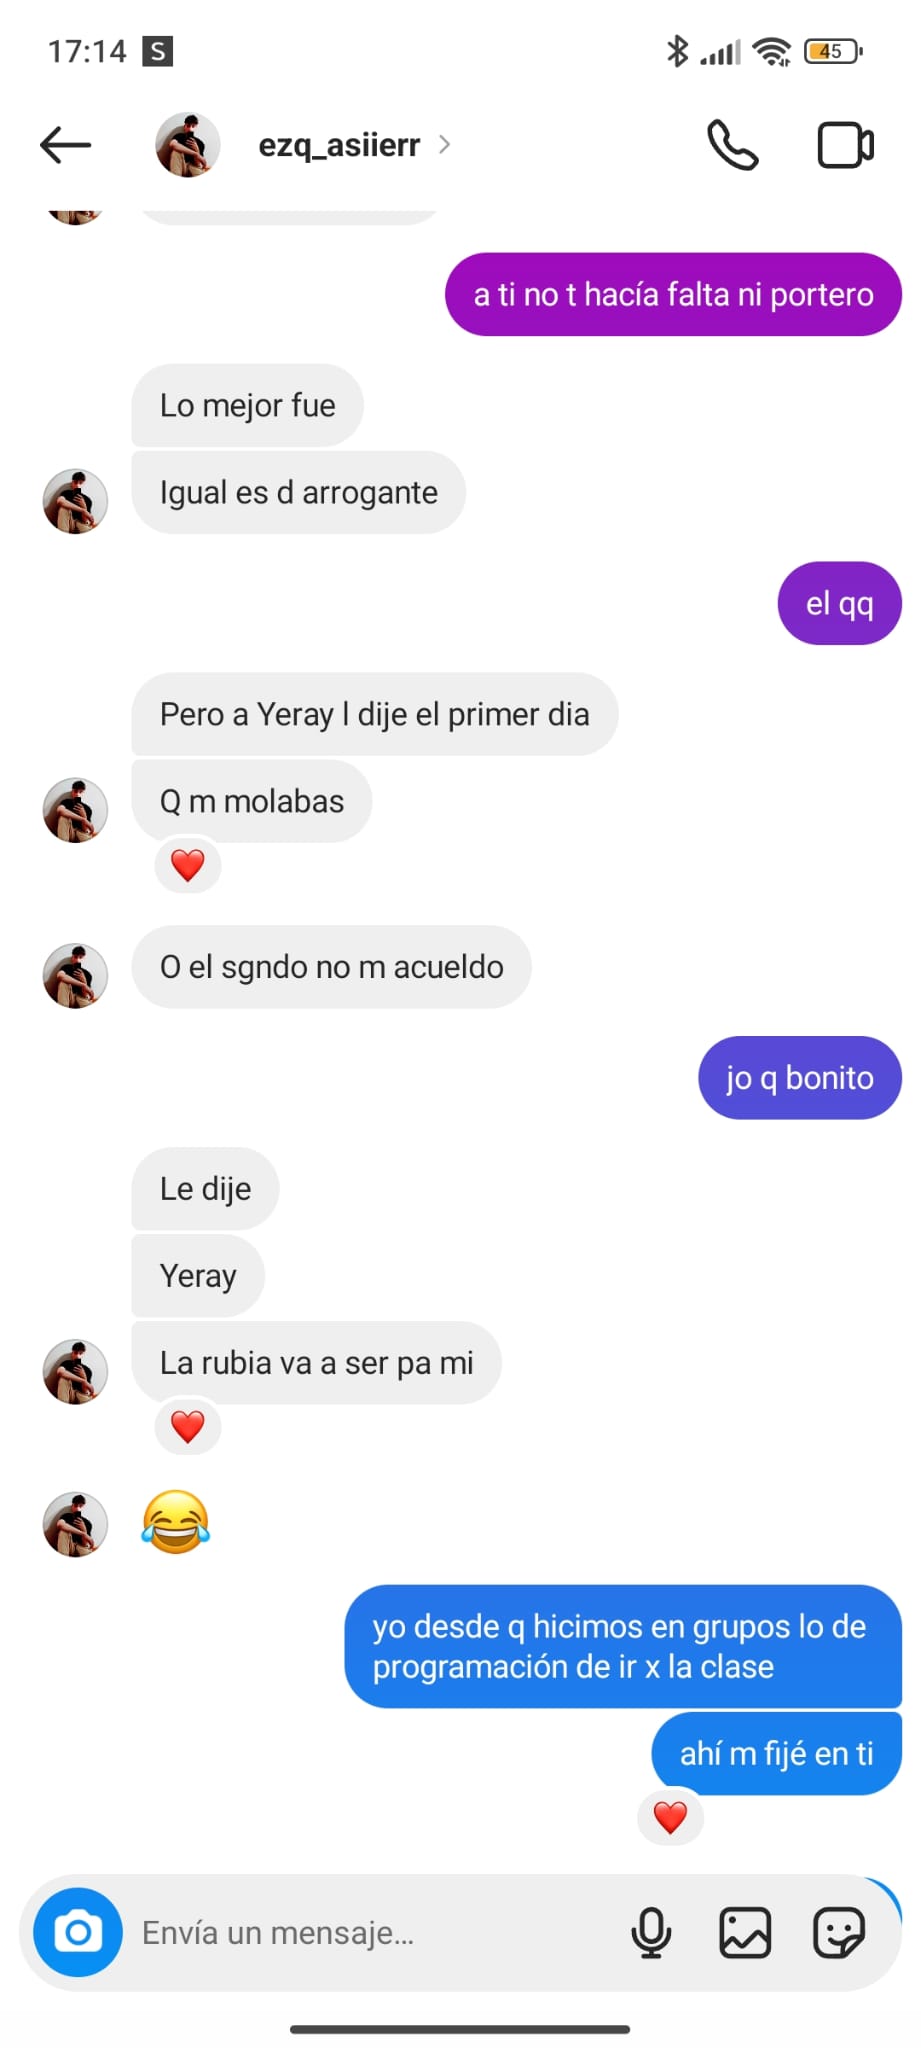 17:14 S
45
ezq_asiierr
a ti no t hacía falta ni portero
Lo mejor fue
Igual es d arrogante
el qq
Pero a Yeray l dije el primer dia
Q m molabas
O el sgndo no m acueldo
jo q bonito
Le dije
Yeray
La rubia va a ser pa mi
yo desde q hicimos en grupos lo de
programación de ir x la clase
ahí m fijé en ti
Envía un mensaje...